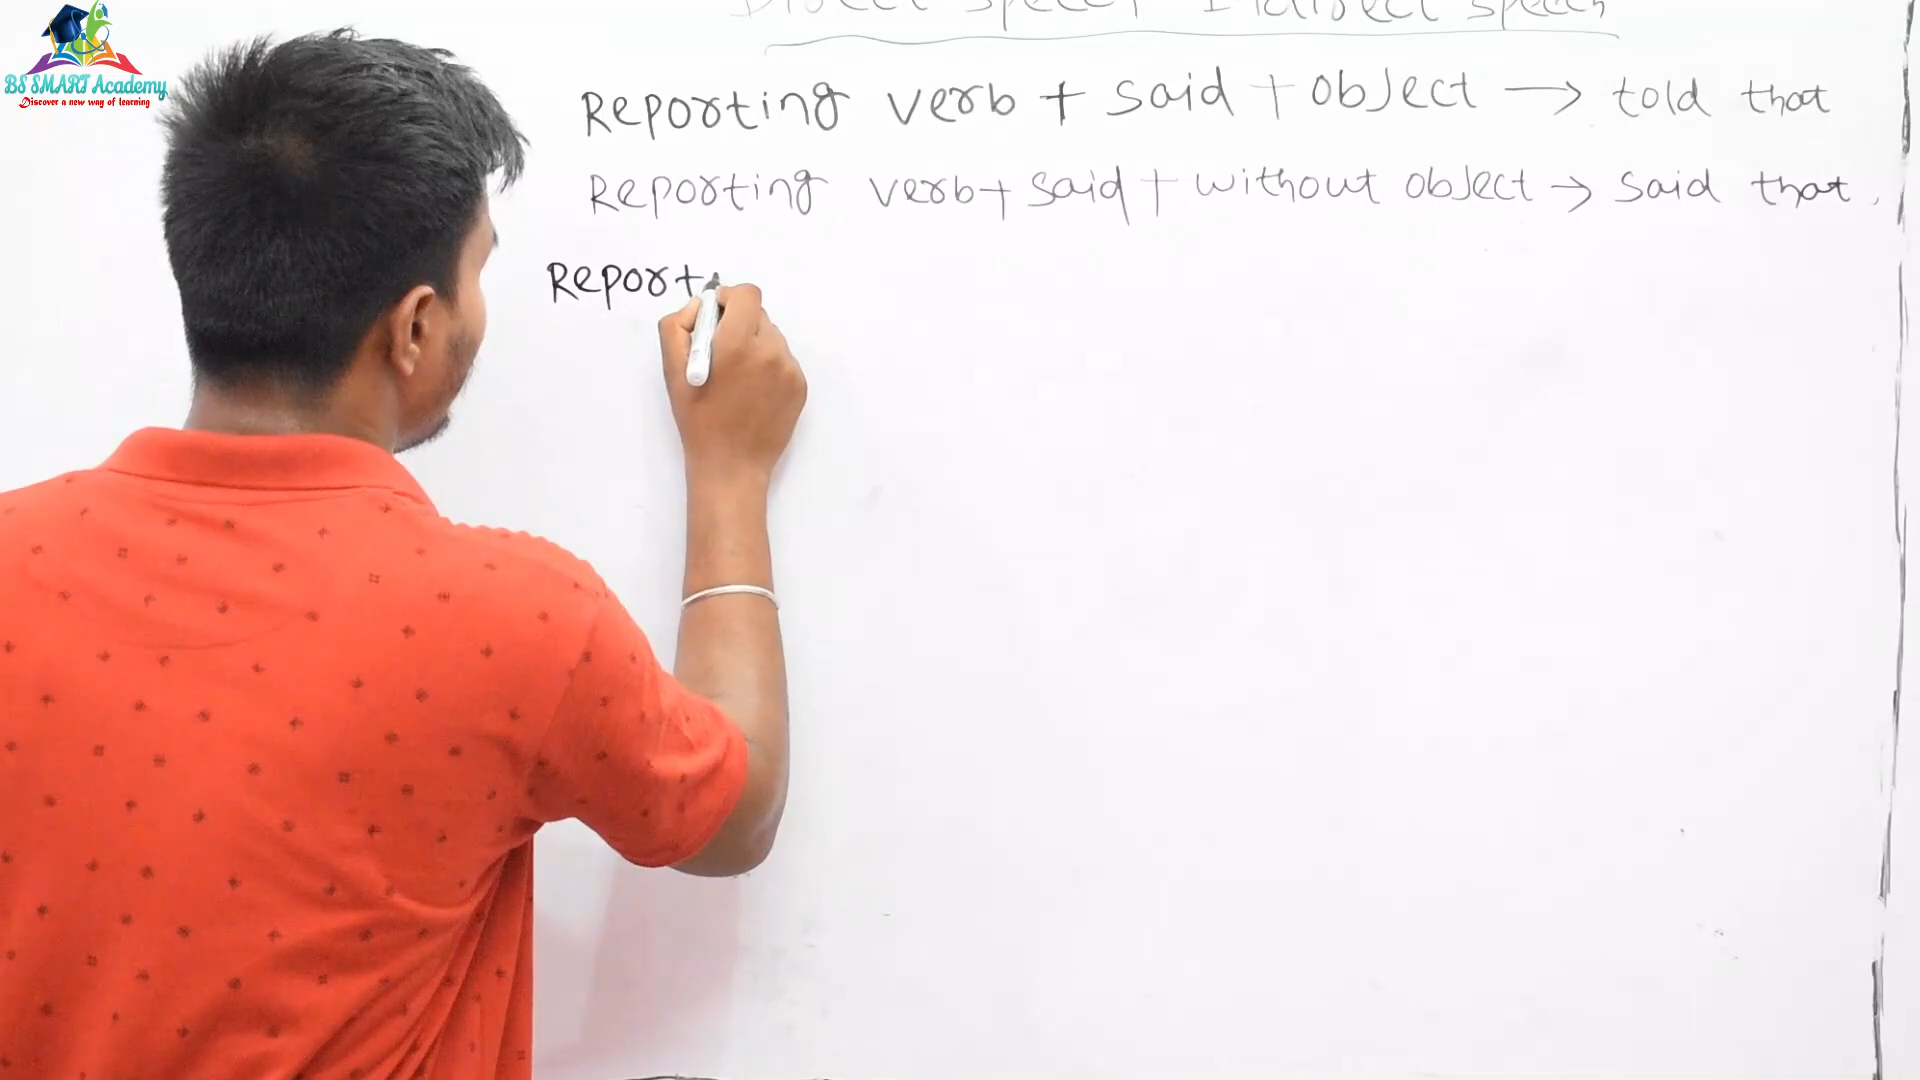 BS SMART Academy
Discover a new way of learning
Direct speech Indirect speech
Reporting verb + said + object → told that
Reporting verb + said + without object → said that.
Report